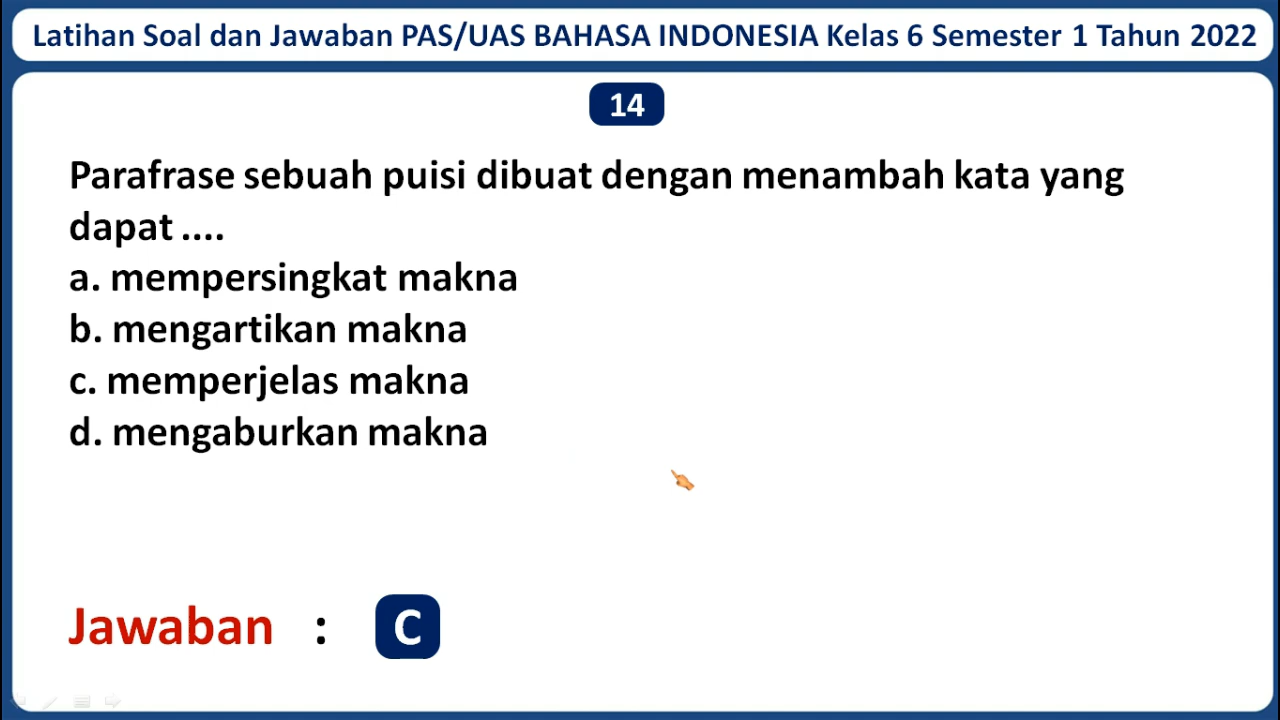 Latihan Soal dan Jawaban PAS/UAS BAHASA INDONESIA Kelas 6 Semester 1 Tahun 2022
14
Parafrase sebuah puisi dibuat dengan menambah kata yang
dapat ....
a. mempersingkat makna
b. mengartikan makna
c. memperjelas makna
d. mengaburkan makna
Jawaban : C